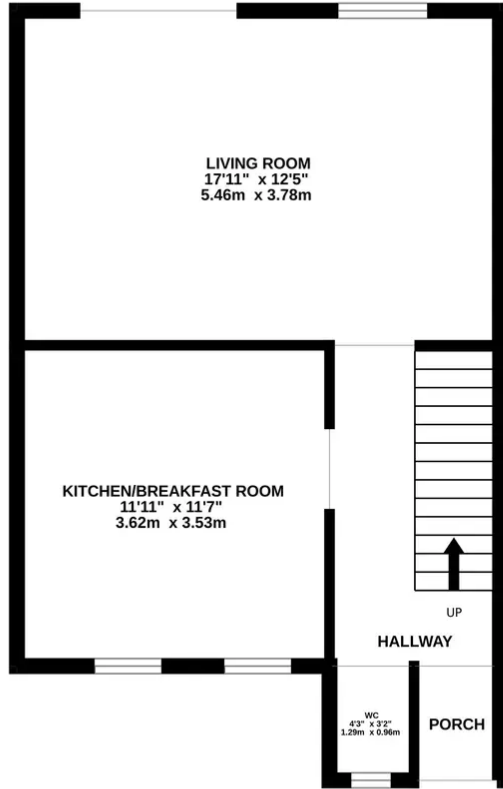 LIVING ROOM
17'11" x 12'5"
5.46m x 3.78m
KITCHEN/BREAKFAST ROOM
11'11" x 11'7"
3.62m x 3.53m
UP
HALLWAY
WC
4'3" x 3'2"
1.29m x 0.96m
PORCH